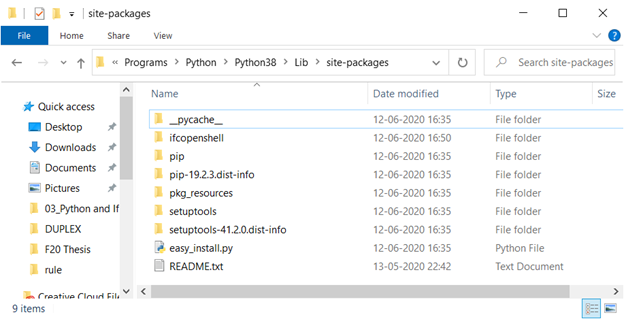 site-packages
File Home Share View
« Programs Python Python38 Lib site-packages Search site-packages
Name Date modified Type Size
Quick access
Desktop
Downloads
Documents
Pictures
03_Python and If
DUPLEX
F20 Thesis
rule
Creative Cloud File
__pycache__ 12-06-2020 16:35 File folder
ifcopenshell 12-06-2020 16:50 File folder
pip 12-06-2020 16:35 File folder
pip-19.2.3.dist-info 12-06-2020 16:35 File folder
pkg_resources 12-06-2020 16:35 File folder
setuptools 12-06-2020 16:35 File folder
setuptools-41.2.0.dist-info 12-06-2020 16:35 File folder
easy_install.py 12-06-2020 16:35 Python File
README.txt 13-05-2020 22:42 Text Document
9 items